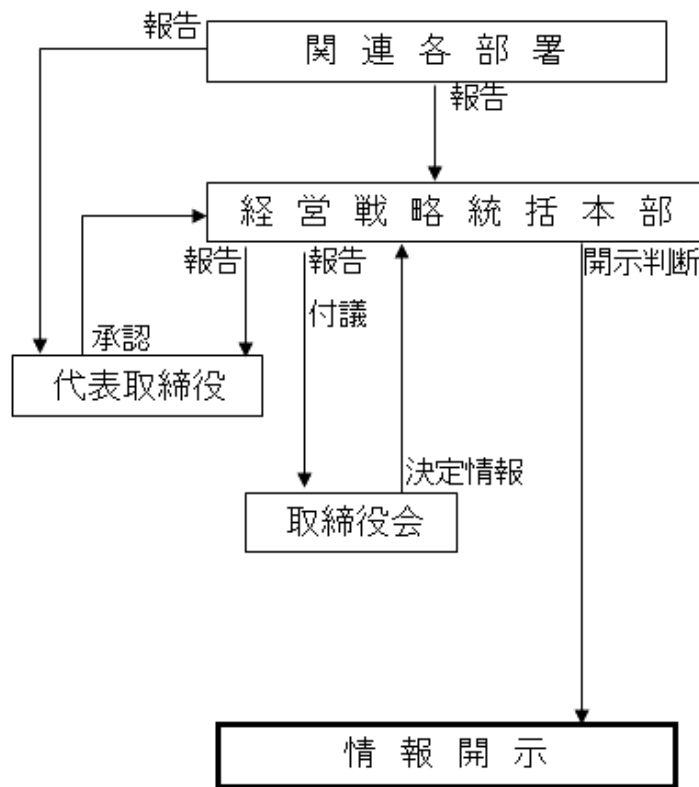 報告
関連各部署
報告
経営戦略統括本部
報告
報告
開示判断
付議
承認
代表取締役
決定情報
取締役会
情報開示